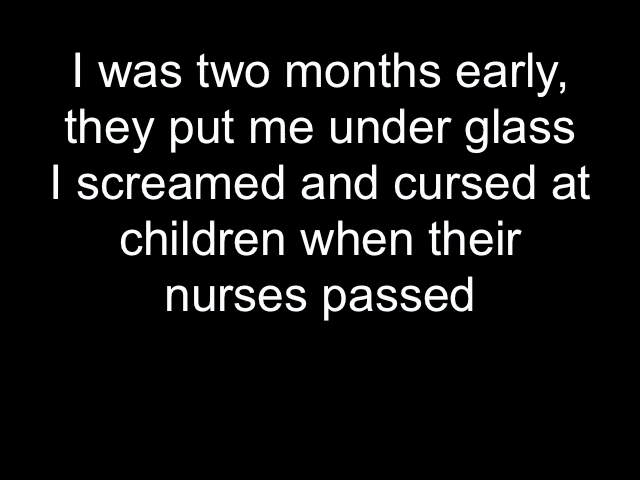 I was two months early,
they put me under glass
I screamed and cursed at
children when their
nurses passed